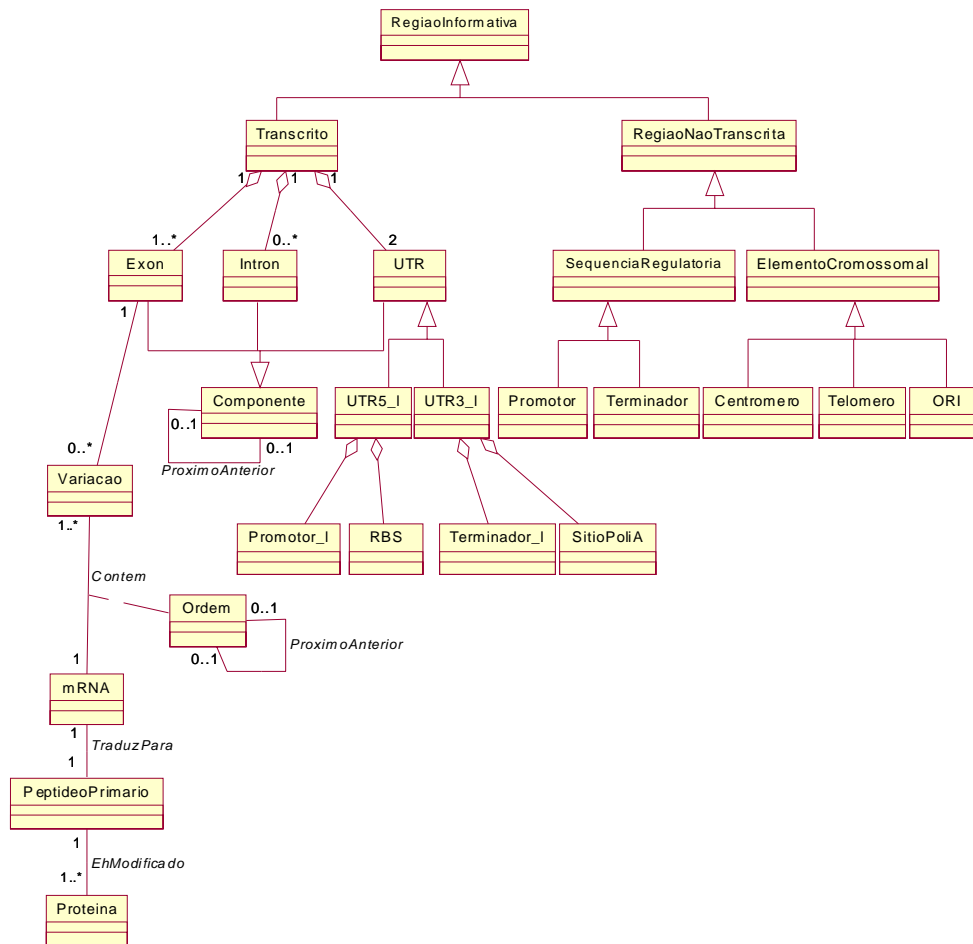 RegiaoInformativa
Transcrito
RegiaoNaoTranscrita
1 1 1
1..* 0..* 2
Exon Intron UTR SequenciaRegulatoria ElementoCromossomal
1
Componente UTR5_l UTR3_l Promotor Terminador Centromero Telomero ORI
0..1
0..1
0..*
ProximoAnterior
Variacao
1..*
Promotor_l RBS Terminador_l SitioPoliA
Contem
Ordem 0..1
ProximoAnterior
1 0..1
mRNA
1
TraduzPara
1
PeptideoPrimario
1
EhModificado
1..*
Proteina